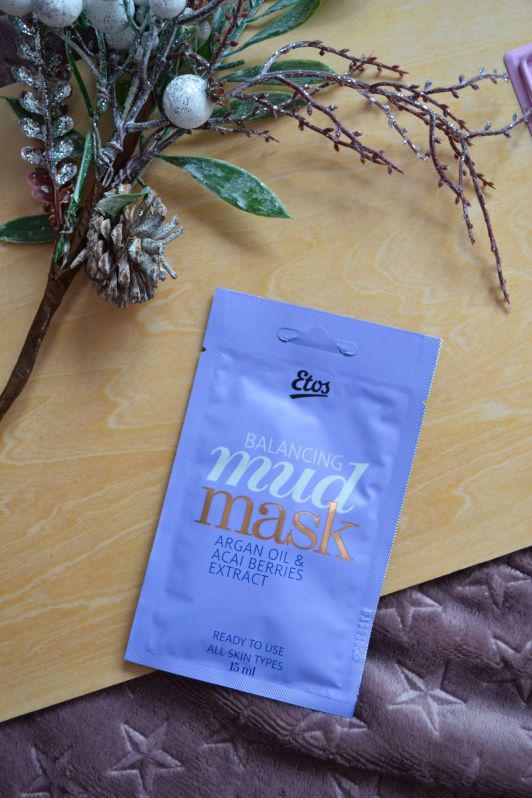 Etos
BALANCING
mud
mask
ARGAN OIL &
ACAI BERRIES
EXTRACT
READY TO USE
ALL SKIN TYPES
15 ml